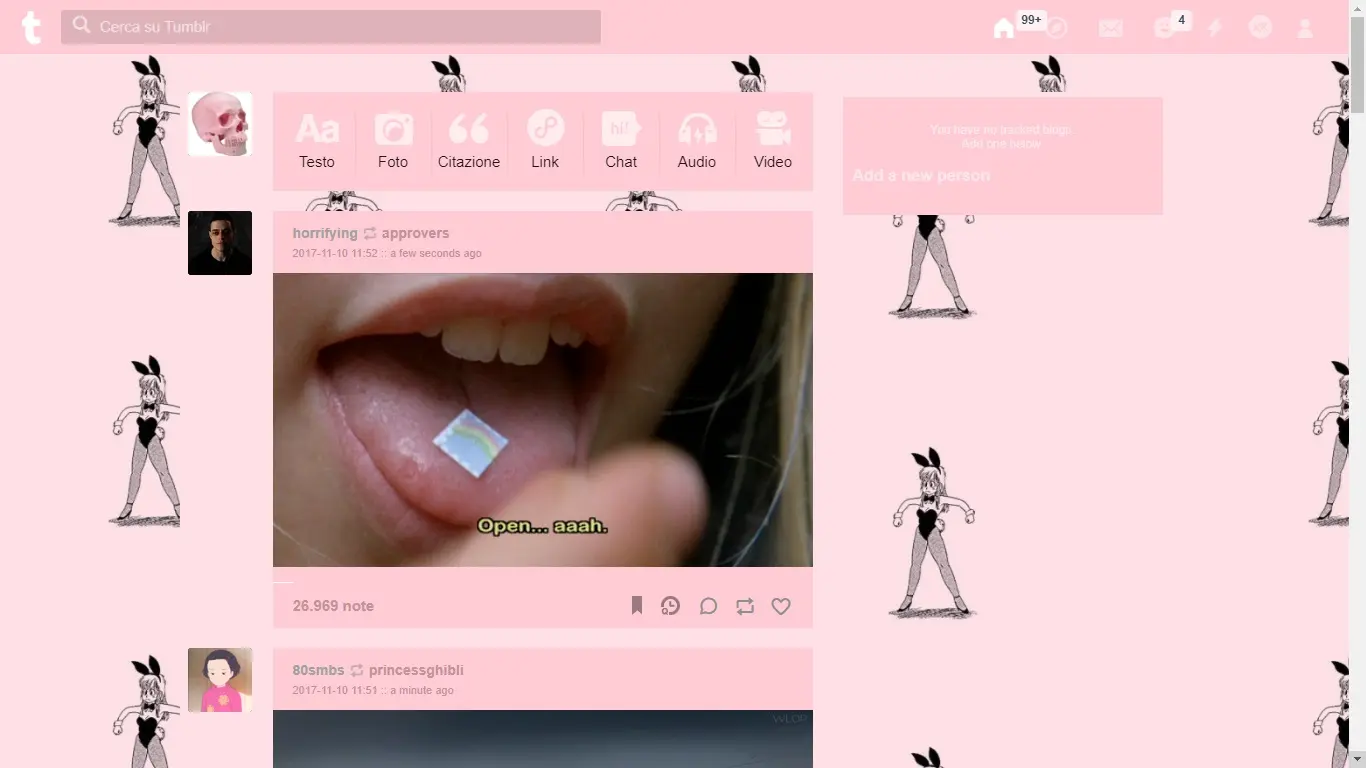 t
Cerca su Tumblr
99+
4
Aa
hi!
Testo
Foto
Citazione
Link
Chat
Audio
Video
You have no tracked blogs.
Add one below
Add a new person
horrifying approvers
2017-11-10 11:52 :: a few seconds ago
Open... aaah.
26.969 note
80smbs princessghibli
2017-11-10 11:51 :: a minute ago
WLOP